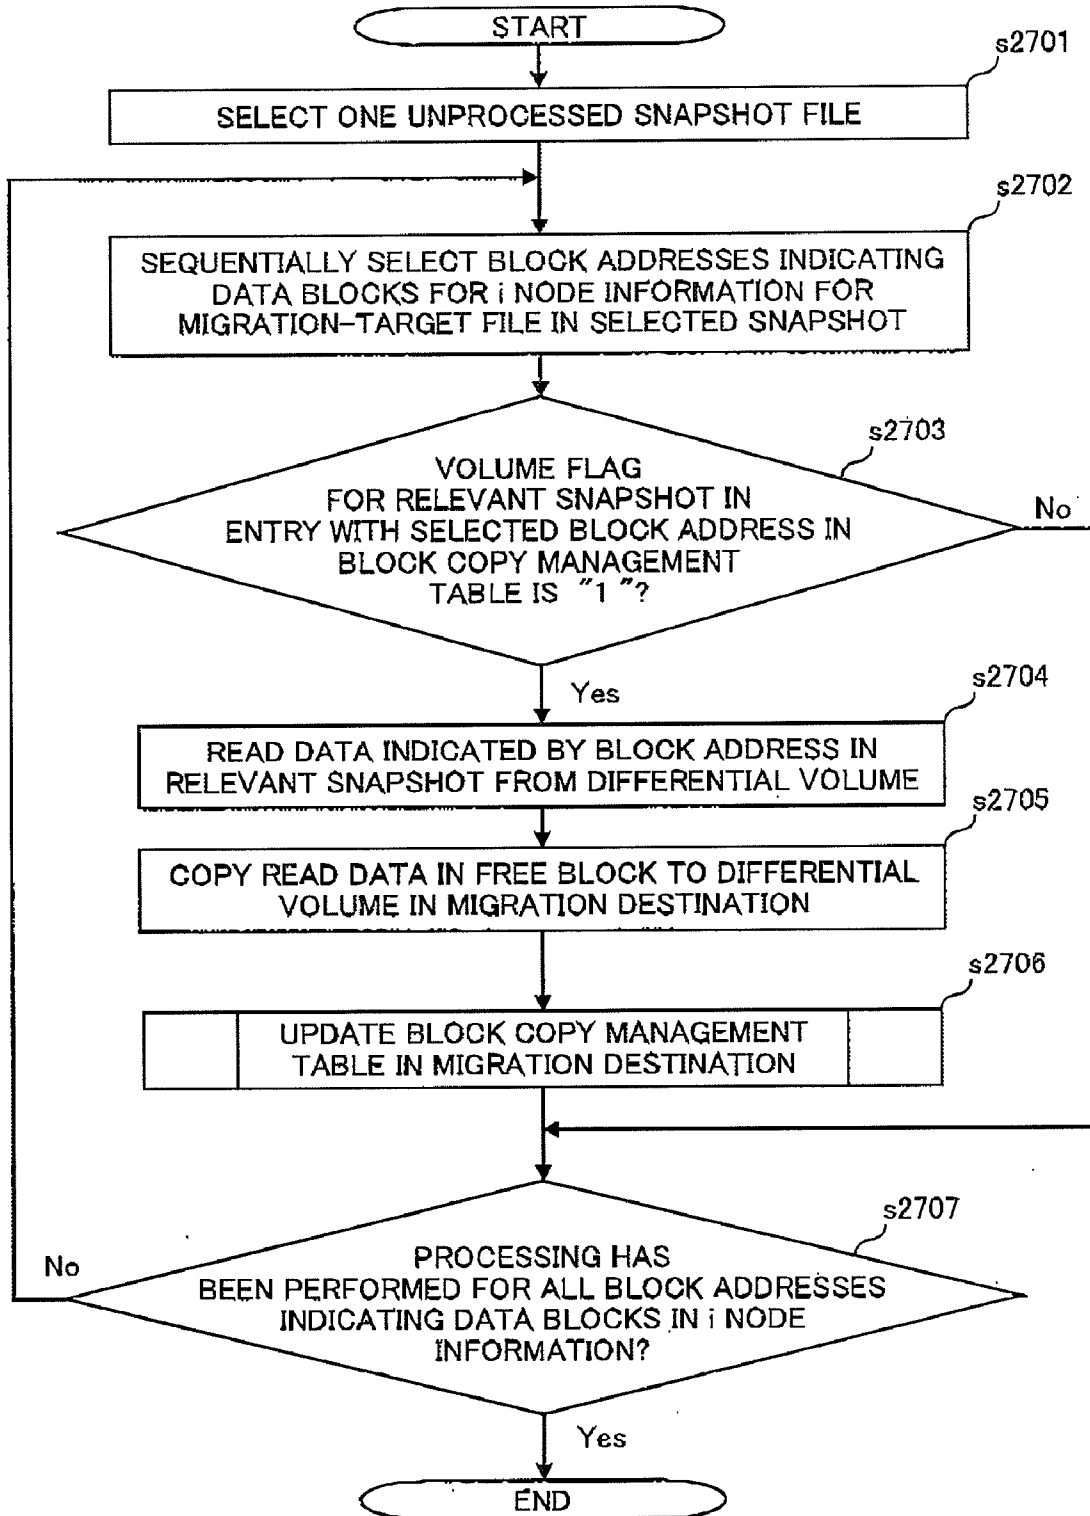 START
s2701
SELECT ONE UNPROCESSED SNAPSHOT FILE
s2702
SEQUENTIALLY SELECT BLOCK ADDRESSES INDICATING
DATA BLOCKS FOR i NODE INFORMATION FOR
MIGRATION-TARGET FILE IN SELECTED SNAPSHOT
s2703
VOLUME FLAG
FOR RELEVANT SNAPSHOT IN
ENTRY WITH SELECTED BLOCK ADDRESS IN
BLOCK COPY MANAGEMENT
TABLE IS "1"?
No
Yes
s2704
READ DATA INDICATED BY BLOCK ADDRESS IN
RELEVANT SNAPSHOT FROM DIFFERENTIAL VOLUME
s2705
COPY READ DATA IN FREE BLOCK TO DIFFERENTIAL
VOLUME IN MIGRATION DESTINATION
s2706
UPDATE BLOCK COPY MANAGEMENT
TABLE IN MIGRATION DESTINATION
s2707
No
PROCESSING HAS
BEEN PERFORMED FOR ALL BLOCK ADDRESSES
INDICATING DATA BLOCKS IN i NODE
INFORMATION?
Yes
END